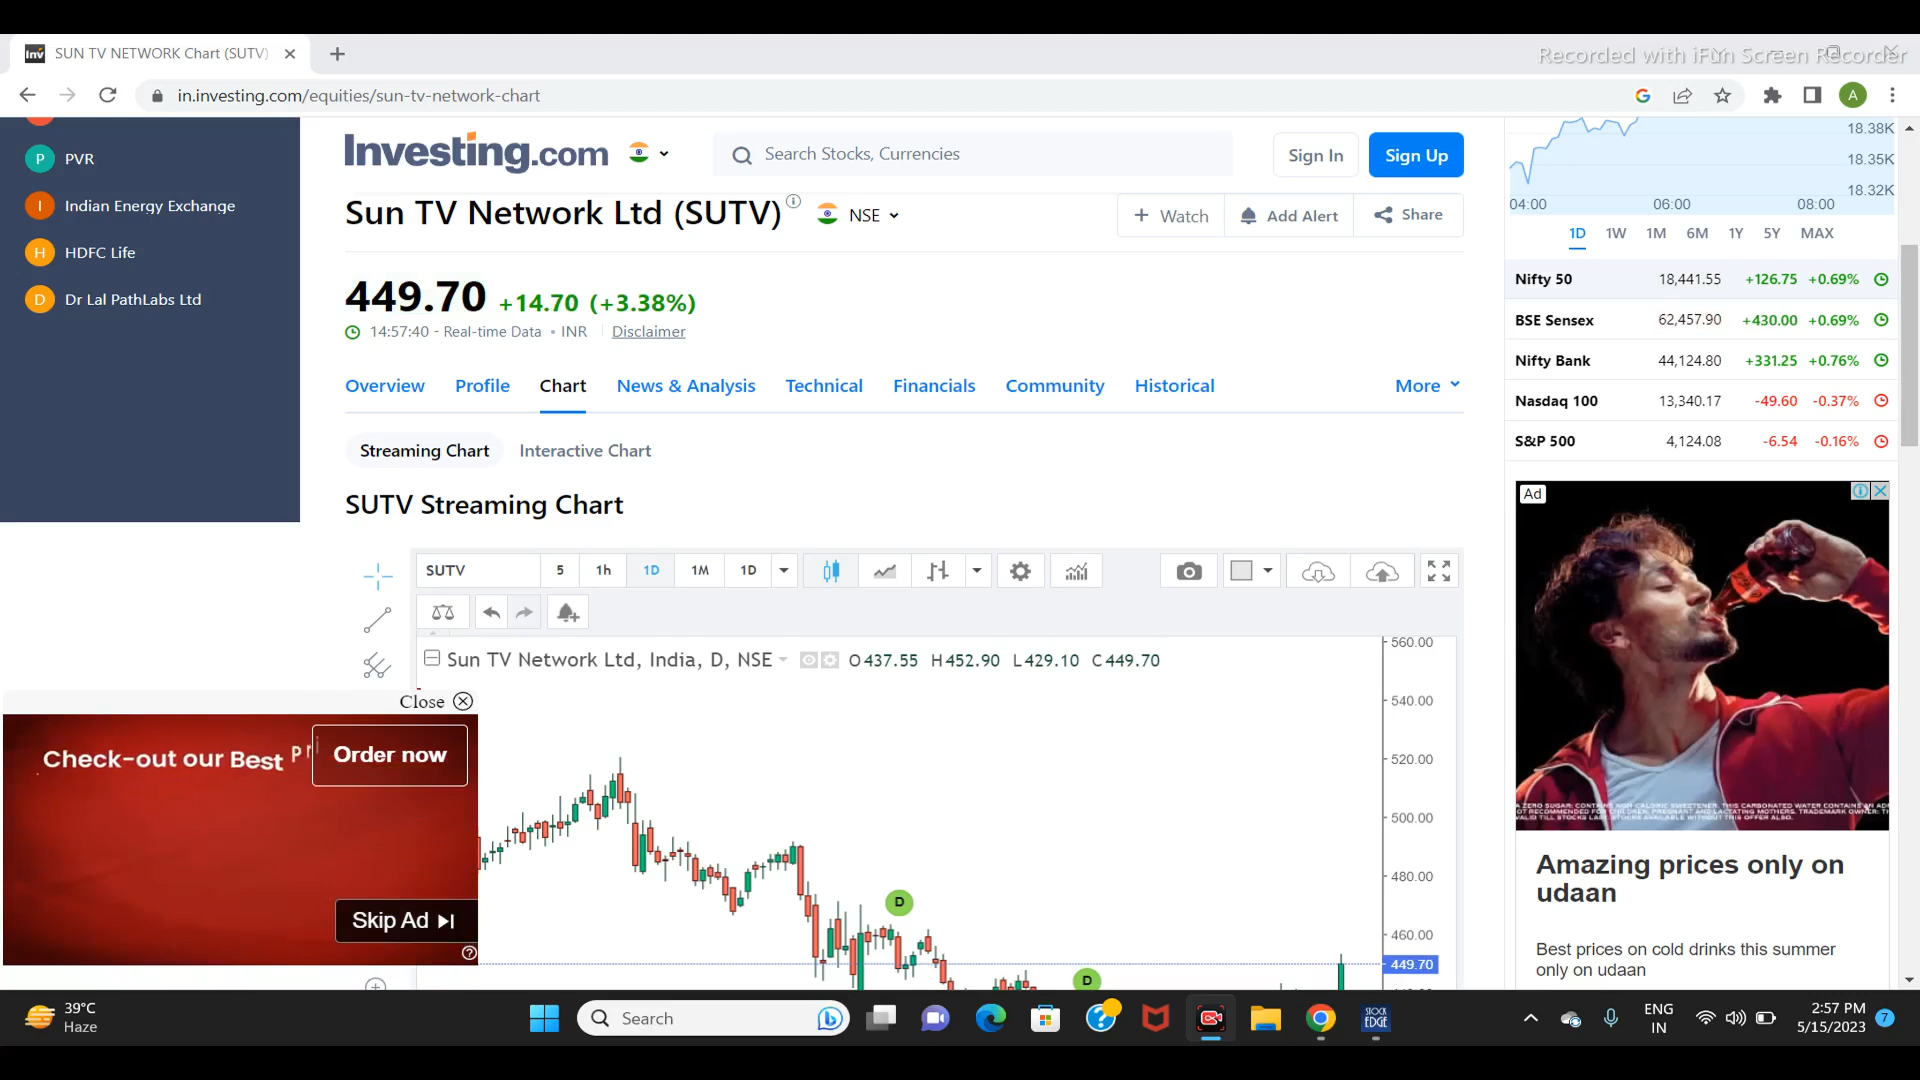 SUN TV NETWORK Chart (SUTV)
Recorded with iFun Screen Recorder
in.investing.com/equities/sun-tv-network-chart
A
P PVR
I Indian Energy Exchange
H HDFC Life
D Dr Lal PathLabs Ltd
Investing.com
Search Stocks, Currencies
Sign In
Sign Up
Sun TV Network Ltd (SUTV)
NSE
+ Watch
Add Alert
Share
449.70 +14.70 (+3.38%)
14:57:40 - Real-time Data • INR Disclaimer
Overview Profile Chart News & Analysis Technical Financials Community Historical More
Streaming Chart Interactive Chart
SUTV Streaming Chart
SUTV 5 1h 1D 1M 1D
Sun TV Network Ltd, India, D, NSE O437.55 H452.90 L429.10 C449.70
560.00
540.00
520.00
500.00
480.00
460.00
449.70
D
D
Close
Check-out our Best Pr
Order now
Skip Ad
18.38K
18.35K
18.32K
04:00 06:00 08:00
1D 1W 1M 6M 1Y 5Y MAX
Nifty 50 18,441.55 +126.75 +0.69%
BSE Sensex 62,457.90 +430.00 +0.69%
Nifty Bank 44,124.80 +331.25 +0.76%
Nasdaq 100 13,340.17 -49.60 -0.37%
S&P 500 4,124.08 -6.54 -0.16%
Ad
Amazing prices only on
udaan
Best prices on cold drinks this summer
only on udaan
39°C
Haze
Search
STOCK
EDGE
ENG
IN
2:57 PM
5/15/2023
7